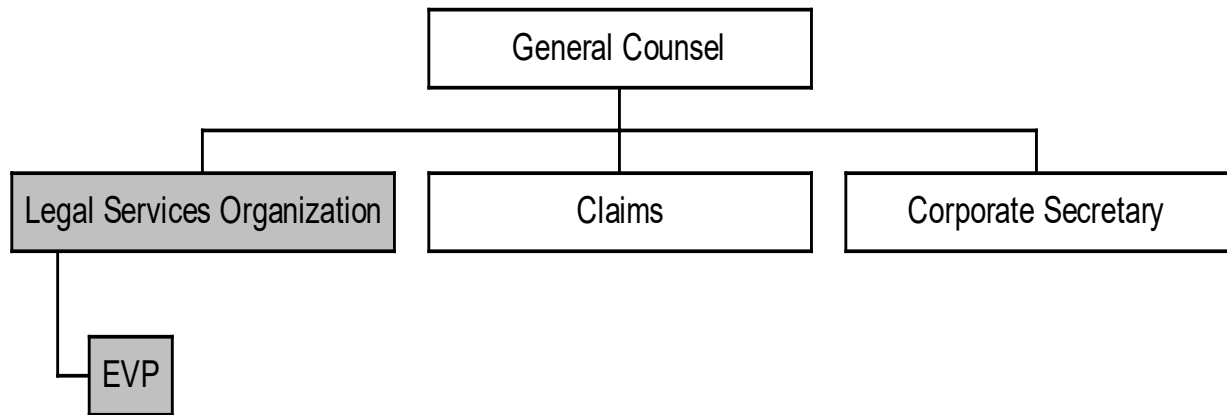 General Counsel
Legal Services Organization
Claims
Corporate Secretary
EVP